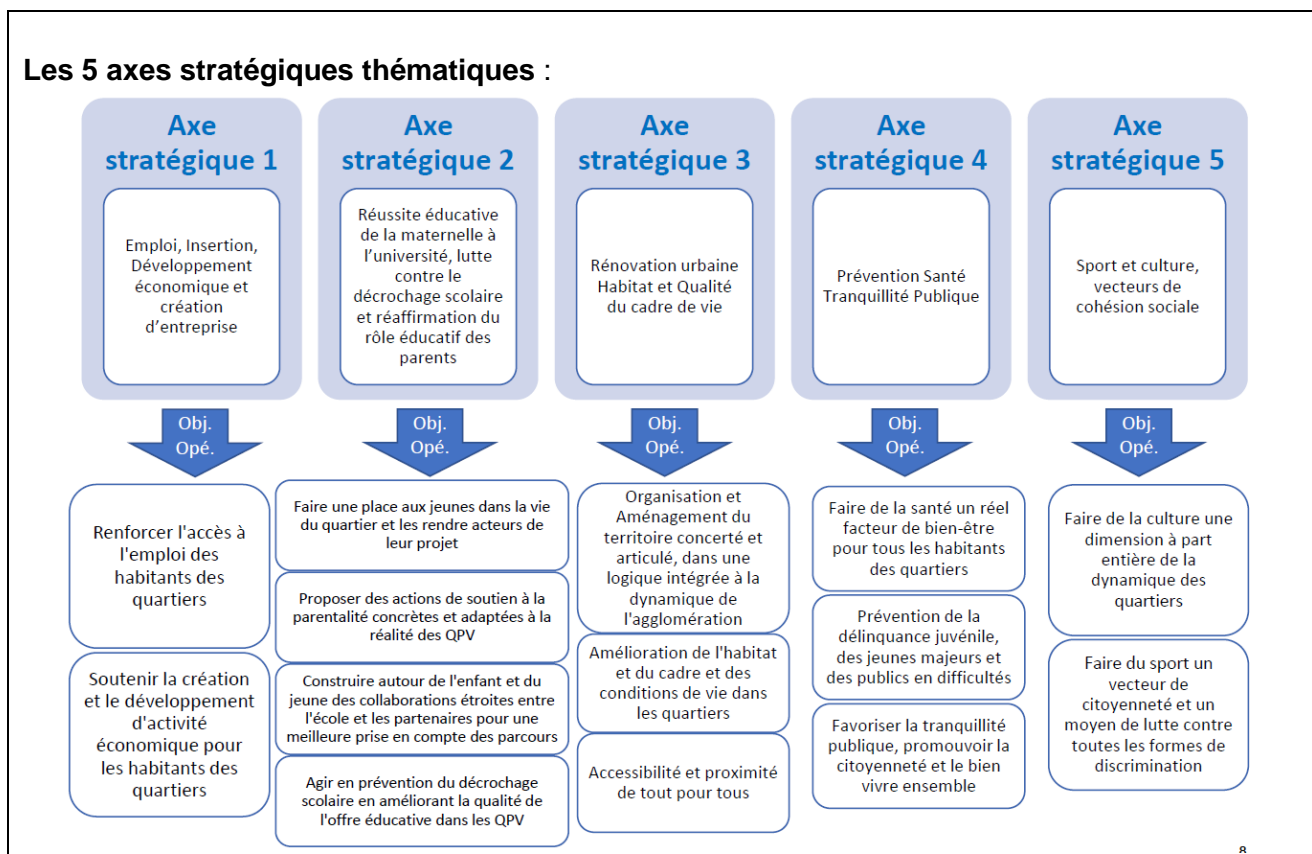 Les 5 axes stratégiques thématiques :
Axe
stratégique 1
Emploi, Insertion,
Développement
économique et
création
d'entreprise
Obj.
Opé.
Renforcer l'accès à
l'emploi des
habitants des
quartiers
Soutenir la création
et le développement
d'activité
économique pour
les habitants des
quartiers
Axe
stratégique 2
Réussite éducative
de la maternelle à
l'université, lutte
contre le
décrochage scolaire
et réaffirmation du
rôle éducatif des
parents
Obj.
Opé.
Faire une place aux jeunes dans la vie
du quartier et les rendre acteurs de
leur projet
Proposer des actions de soutien à la
parentalité concrètes et adaptées à la
réalité des QPV
Construire autour de l'enfant et du
jeune des collaborations étroites entre
l'école et les partenaires pour une
meilleure prise en compte des parcours
Agir en prévention du décrochage
scolaire en améliorant la qualité de
l'offre éducative dans les QPV
Axe
stratégique 3
Rénovation urbaine
Habitat et Qualité
du cadre de vie
Obj.
Opé.
Organisation et
Aménagement du
territoire concerté et
articulé, dans une
logique intégrée à la
dynamique de
l'agglomération
Amélioration de l'habitat
et du cadre et des
conditions de vie dans
les quartiers
Accessibilité et proximité
de tout pour tous
Axe
stratégique 4
Prévention Santé
Tranquillité Publique
Obj.
Opé.
Faire de la santé un réel
facteur de bien-être
pour tous les habitants
des quartiers
Prévention de la
délinquance juvénile,
des jeunes majeurs et
des publics en difficultés
Favoriser la tranquillité
publique, promouvoir la
citoyenneté et le bien
vivre ensemble
Axe
stratégique 5
Sport et culture,
vecteurs de
cohésion sociale
Obj.
Opé.
Faire de la culture une
dimension à part
entière de la
dynamique des
quartiers
Faire du sport un
vecteur de
citoyenneté et un
moyen de lutte contre
toutes les formes de
discrimination
8